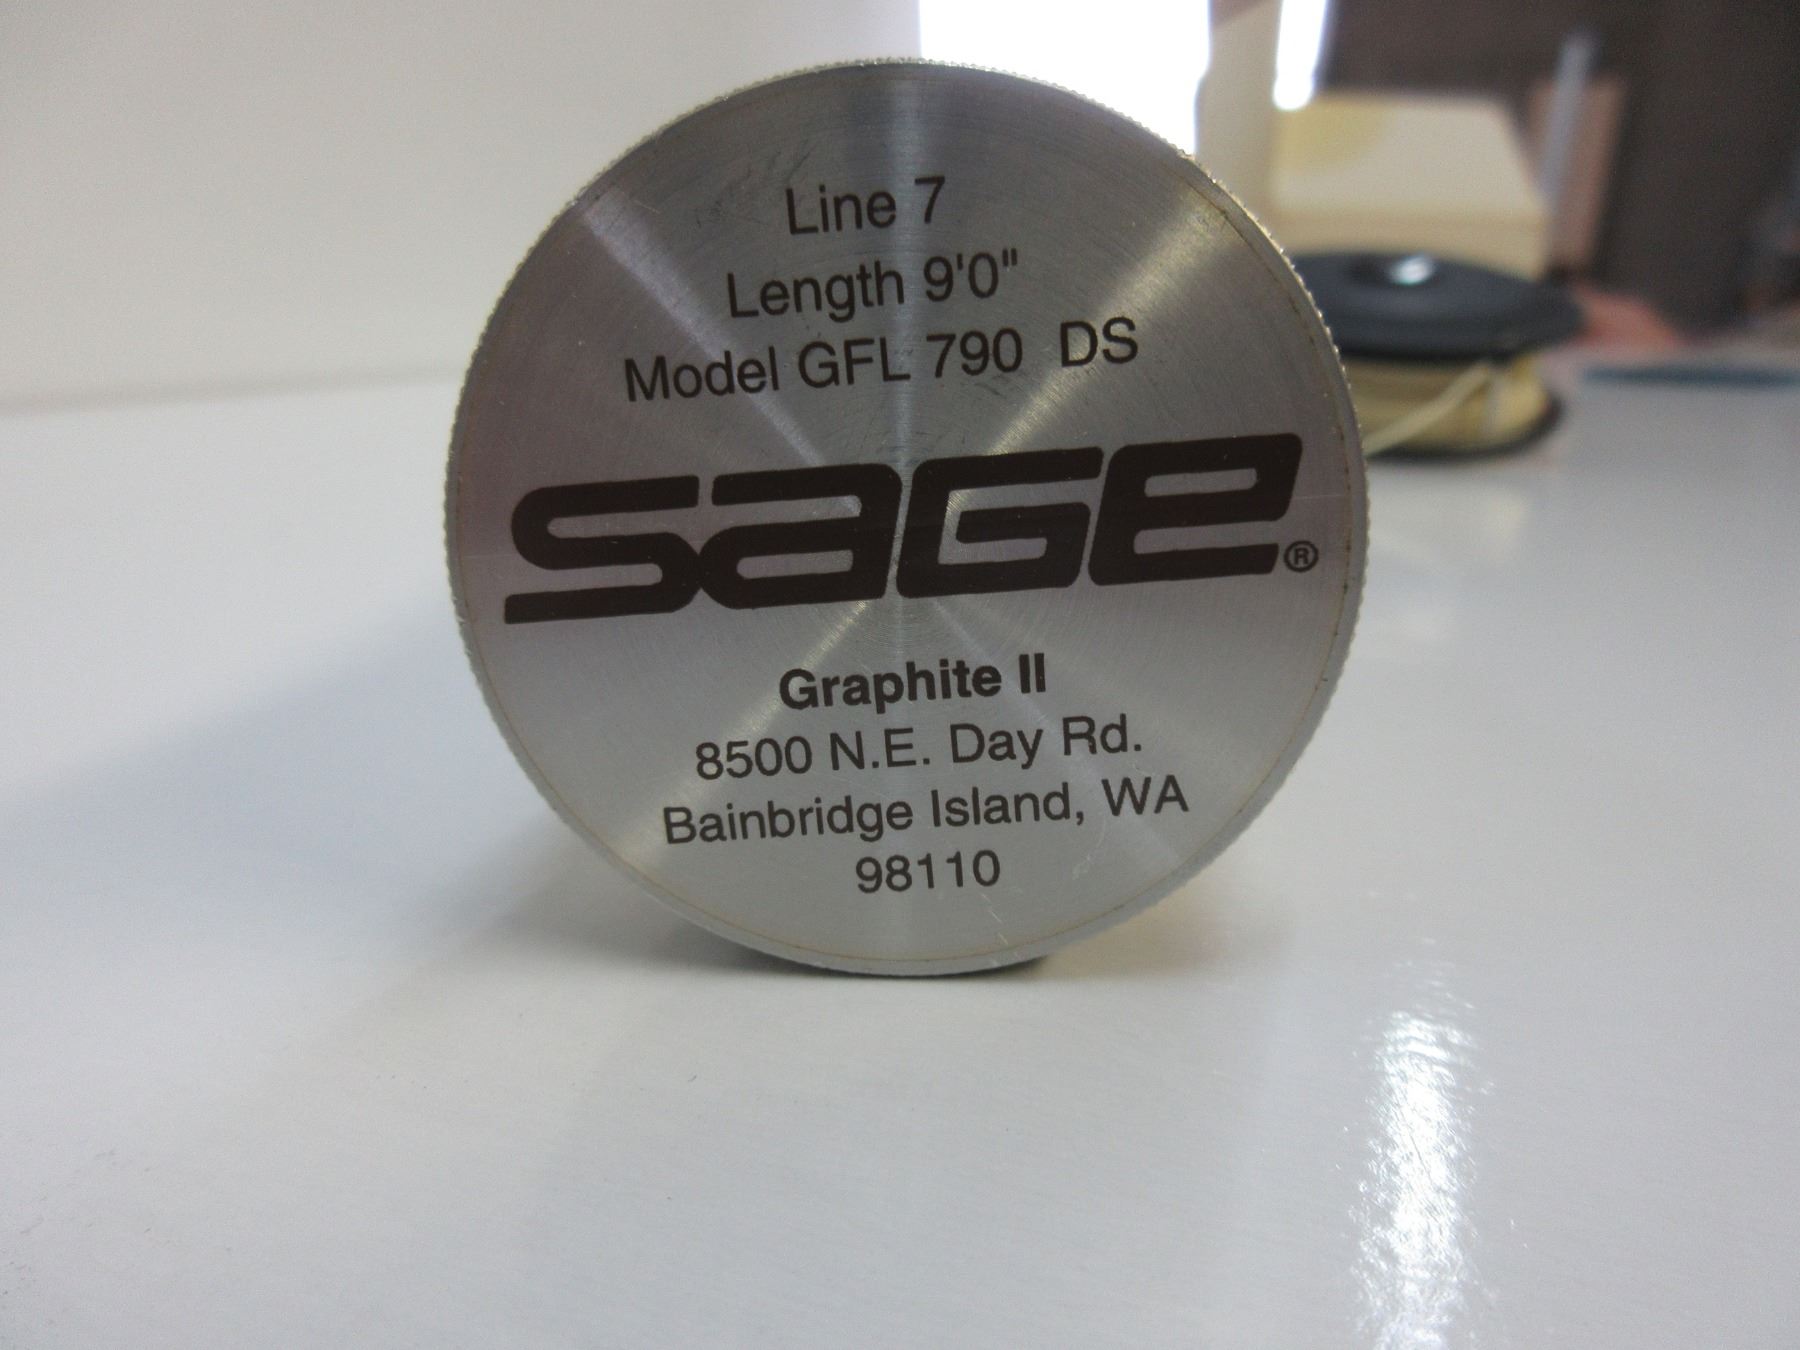 Line 7
Length 9'0"
Model GFL 790 DS
SAGE®
Graphite II
8500 N.E. Day Rd.
Bainbridge Island, WA
98110